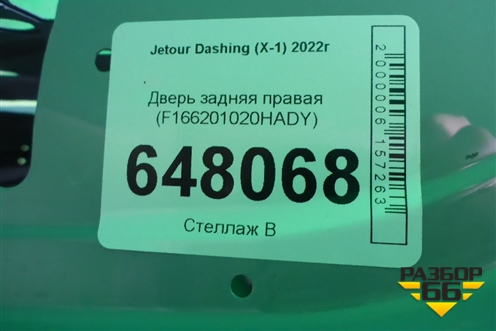 Jetour Dashing (X-1) 2022г
Дверь задняя правая
(F166201020HADY)
648068
Стеллаж В
2000006157263
РАЗБОР
66